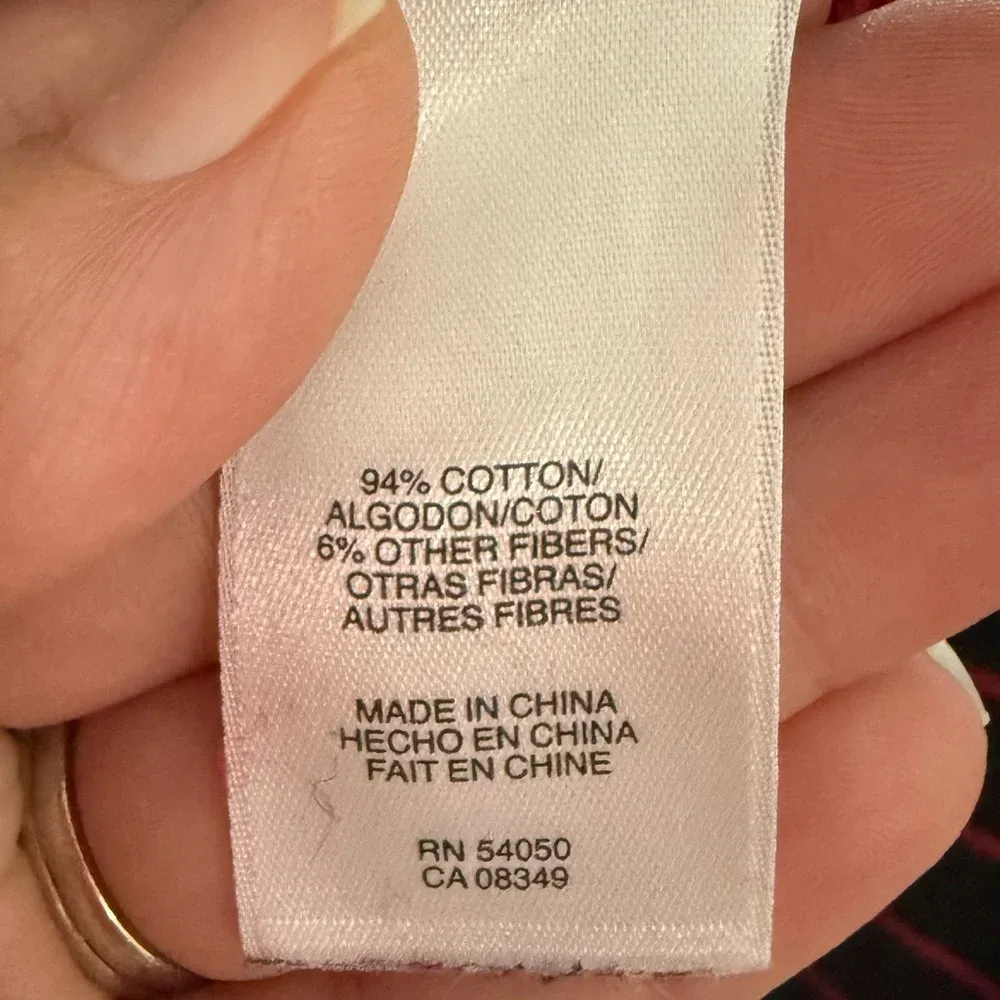 94% COTTON/
ALGODON/COTON
6% OTHER FIBERS/
OTRAS FIBRAS/
AUTRES FIBRES
MADE IN CHINA
HECHO EN CHINA
FAIT EN CHINE
RN 54050
CA 08349